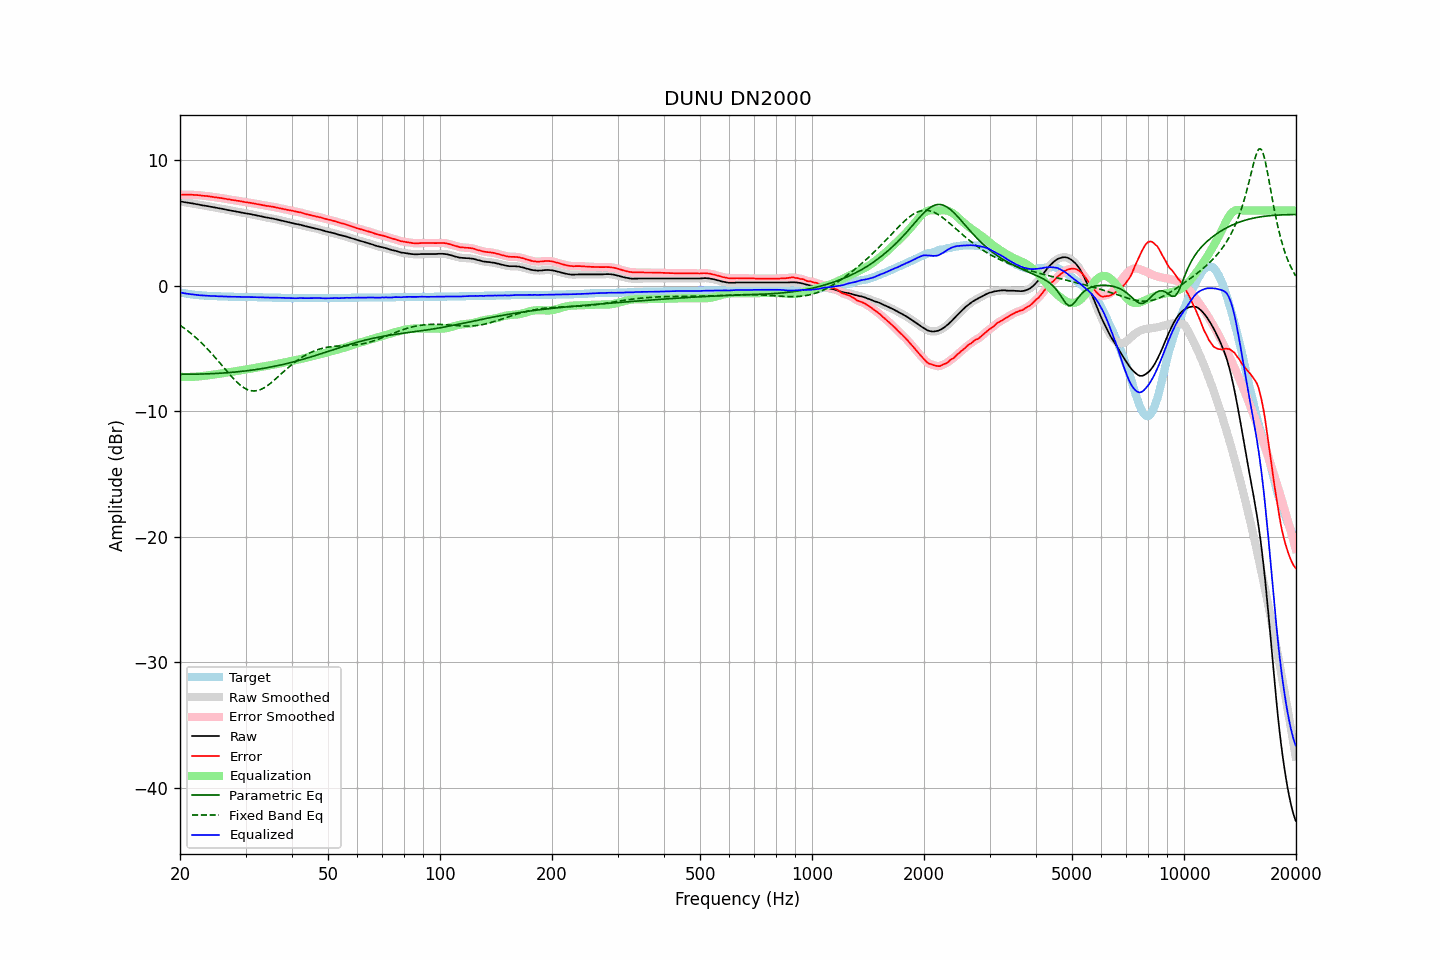 DUNU DN2000
Amplitude (dBr)
10
0
−10
−20
−30
−40
Target
Raw Smoothed
Error Smoothed
Raw
Error
Equalization
Parametric Eq
Fixed Band Eq
Equalized
20 50 100 200 500 1000 2000 5000 10000 20000
Frequency (Hz)